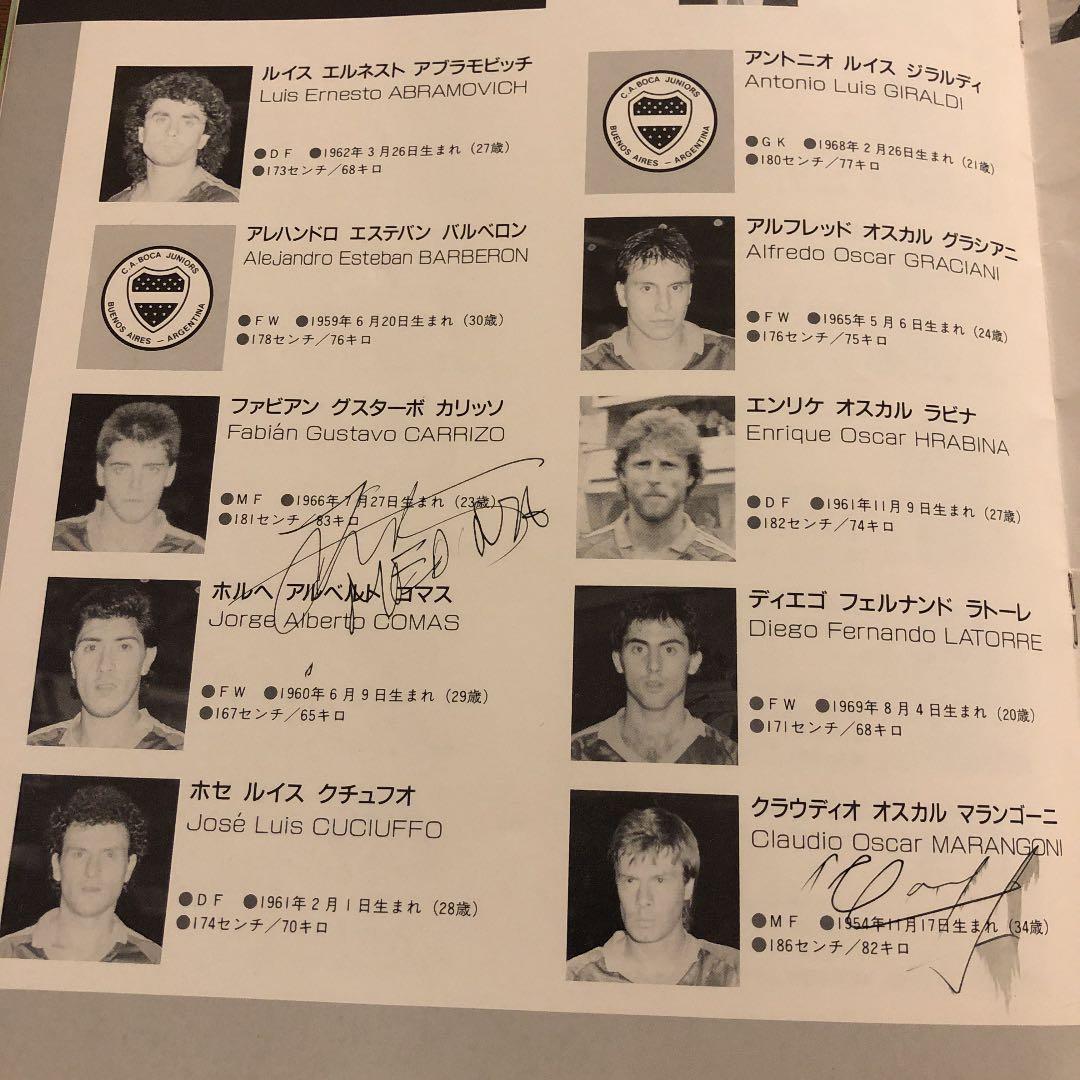 ルイス エルネスト アブラモビッチ
Luis Ernesto ABRAMOVICH
●DF ●1962年3月26日生まれ（27歳）
●173センチ／68キロ
C.A. BOCA JUNIORS
BUENOS AIRES – ARGENTINA
アレハンドロ エステバン バルベロン
Alejandro Esteban BARBERON
●FW ●1959年6月20日生まれ（30歳）
●178センチ／76キロ
ファビアン グスターボ カリッソ
Fabián Gustavo CARRIZO
●MF ●1966年7月27日生まれ（23歳）
●181センチ／83キロ
MEDINA
ホルヘ アルベルト コマス
Jorge Alberto COMAS
●FW ●1960年6月9日生まれ（29歳）
●167センチ／65キロ
ホセ ルイス クチュフオ
José Luis CUCIUFFO
●DF ●1961年2月1日生まれ（28歳）
●174センチ／70キロ
C.A. BOCA JUNIORS
BUENOS AIRES – ARGENTINA
アントニオ ルイス ジラルディ
Antonio Luis GIRALDI
●GK ●1968年2月26日生まれ（21歳）
●180センチ／77キロ
アルフレッド オスカル グラシアニ
Alfredo Oscar GRACIANI
●FW ●1965年5月6日生まれ（24歳）
●176センチ／75キロ
エンリケ オスカル ラビナ
Enrique Oscar HRABINA
●DF ●1961年11月9日生まれ（27歳）
●182センチ／74キロ
ディエゴ フェルナンド ラトーレ
Diego Fernando LATORRE
●FW ●1969年8月4日生まれ（20歳）
●171センチ／68キロ
クラウディオ オスカル マランゴーニ
Claudio Oscar MARANGONI
●MF ●1954年11月17日生まれ（34歳）
●186センチ／82キロ